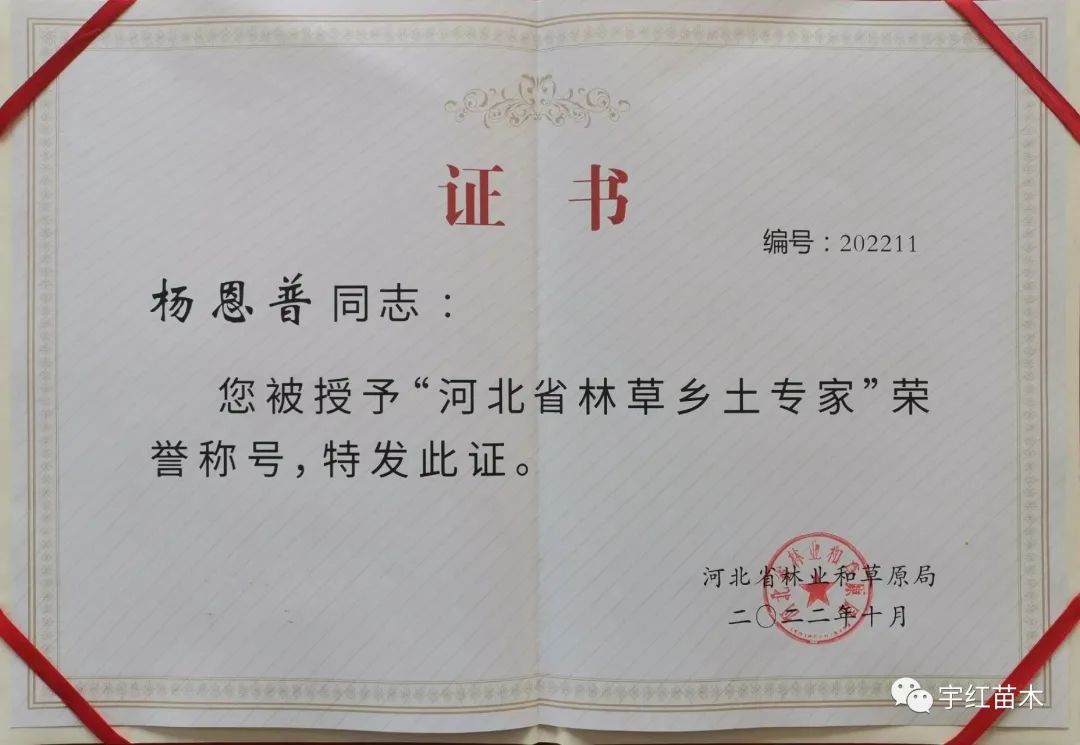 证书
编号：202211
杨恩普同志：
您被授予“河北省林草乡土专家”荣
誉称号，特发此证。
河北省林业和草原局
二〇二二年十月
宇红苗木